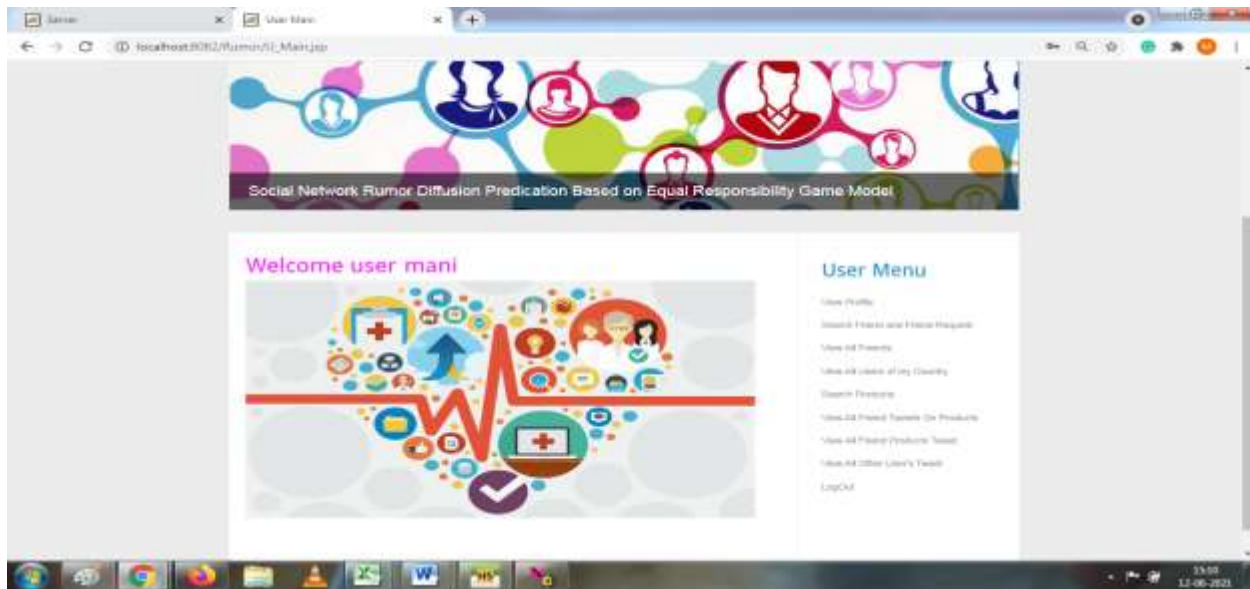 Server
User Main
localhost:8082/Rumor/U_Main.jsp
Social Network Rumor Diffusion Predication Based on Equal Responsibility Game Model
Welcome user mani
User Menu
View Profile
Search Friend and Friend Request
View All Friends
View All Users of my Country
Search Products
View All Friend Tweets On Products
View All Friend Products Tweet
View All Other User's Tweet
LogOut
15:10
12-06-2021